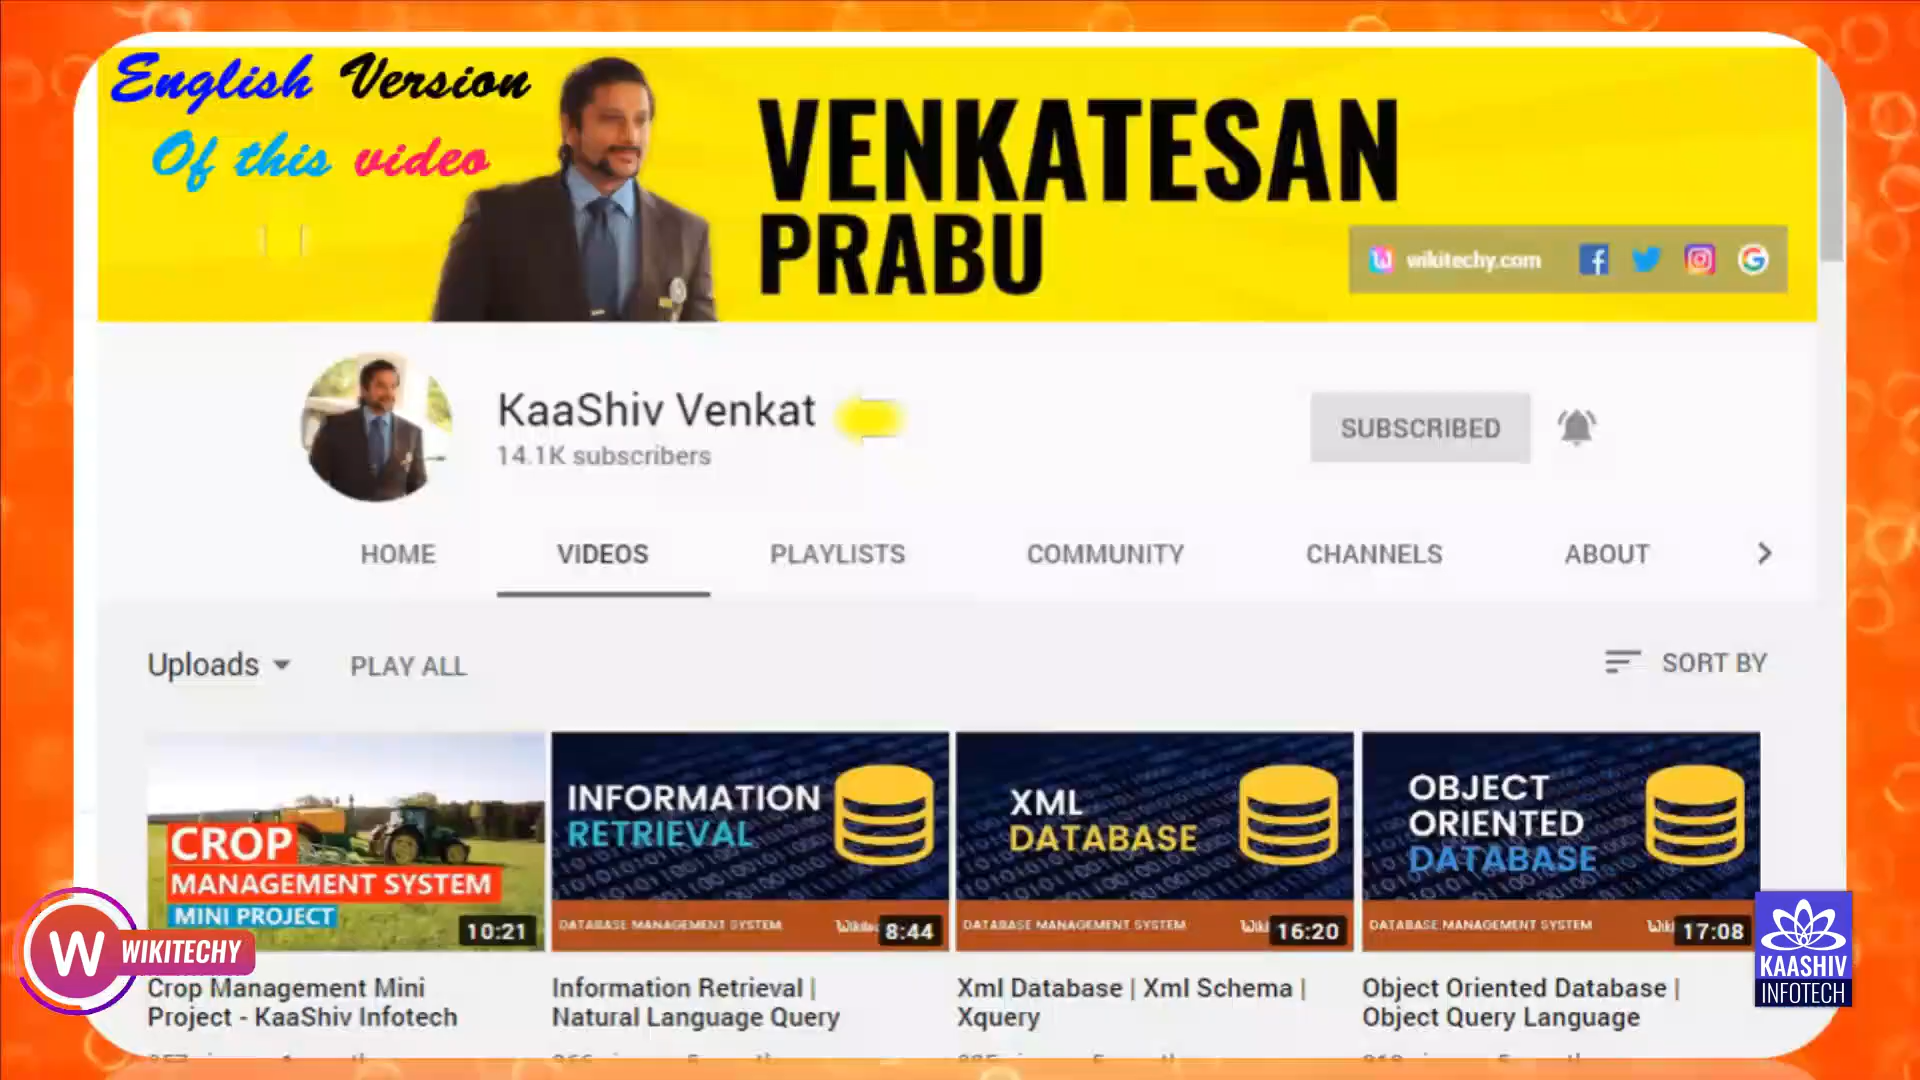 English Version
Of this video
VENKATESAN
PRABU
wikitechy.com
KaaShiv Venkat
14.1K subscribers
SUBSCRIBED
HOME
VIDEOS
PLAYLISTS
COMMUNITY
CHANNELS
ABOUT
Uploads
PLAY ALL
SORT BY
CROP
MANAGEMENT SYSTEM
MINI PROJECT
10:21
INFORMATION
RETRIEVAL
DATABASE MANAGEMENT SYSTEM
8:44
XML
DATABASE
DATABASE MANAGEMENT SYSTEM
16:20
OBJECT
ORIENTED
DATABASE
DATABASE MANAGEMENT SYSTEM
17:08
W WIKITECHY
KAASHIV
INFOTECH
Crop Management Mini
Project - KaaShiv Infotech
Information Retrieval |
Natural Language Query
Xml Database | Xml Schema |
Xquery
Object Oriented Database |
Object Query Language